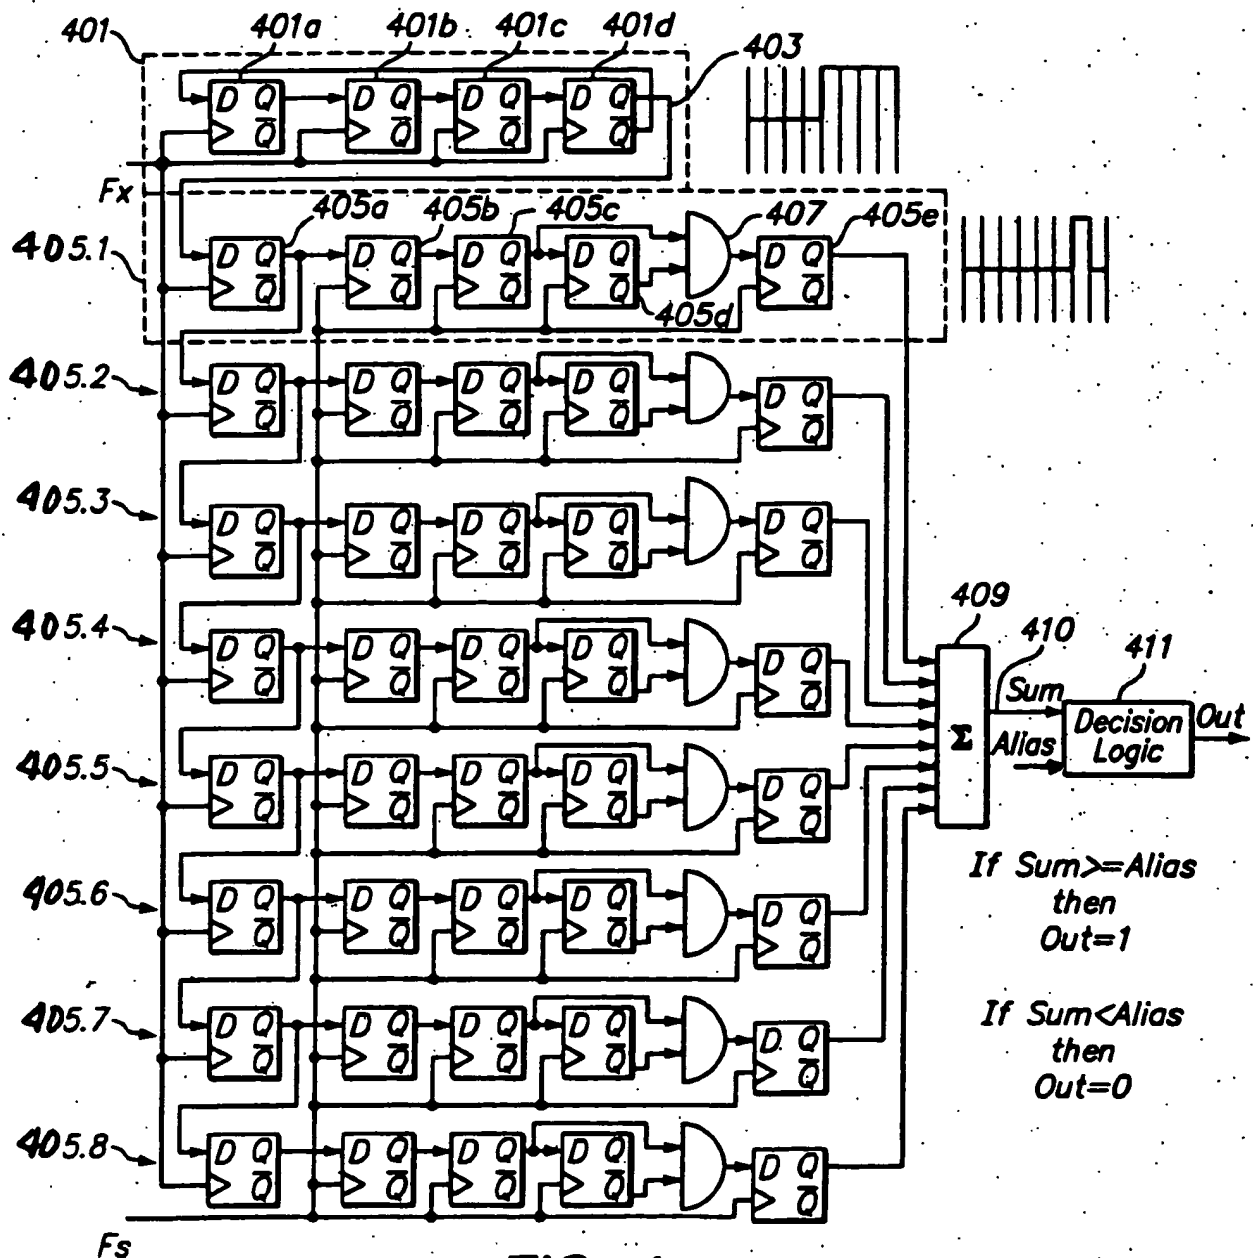 401 401a 401b 401c 401d 403
D Q D Q D Q D Q
Q̅ Q̅ Q̅ Q̅
Fx
405a 405b 405c 407 405e
405.1 D Q D Q D Q D Q D Q
Q̅ Q̅ Q̅ Q̅ Q̅
405d
405.2 D Q D Q D Q D Q D Q
Q̅ Q̅ Q̅ Q̅ Q̅
405.3 D Q D Q D Q D Q D Q
Q̅ Q̅ Q̅ Q̅ Q̅
405.4 D Q D Q D Q D Q D Q
Q̅ Q̅ Q̅ Q̅ Q̅
405.5 D Q D Q D Q D Q D Q
Q̅ Q̅ Q̅ Q̅ Q̅
405.6 D Q D Q D Q D Q D Q
Q̅ Q̅ Q̅ Q̅ Q̅
405.7 D Q D Q D Q D Q D Q
Q̅ Q̅ Q̅ Q̅ Q̅
405.8 D Q D Q D Q D Q D Q
Q̅ Q̅ Q̅ Q̅ Q̅
Fs
409
410
411
Σ
Sum
Alias
Decision
Logic
Out
If Sum>=Alias
then
Out=1
If Sum<Alias
then
Out=0